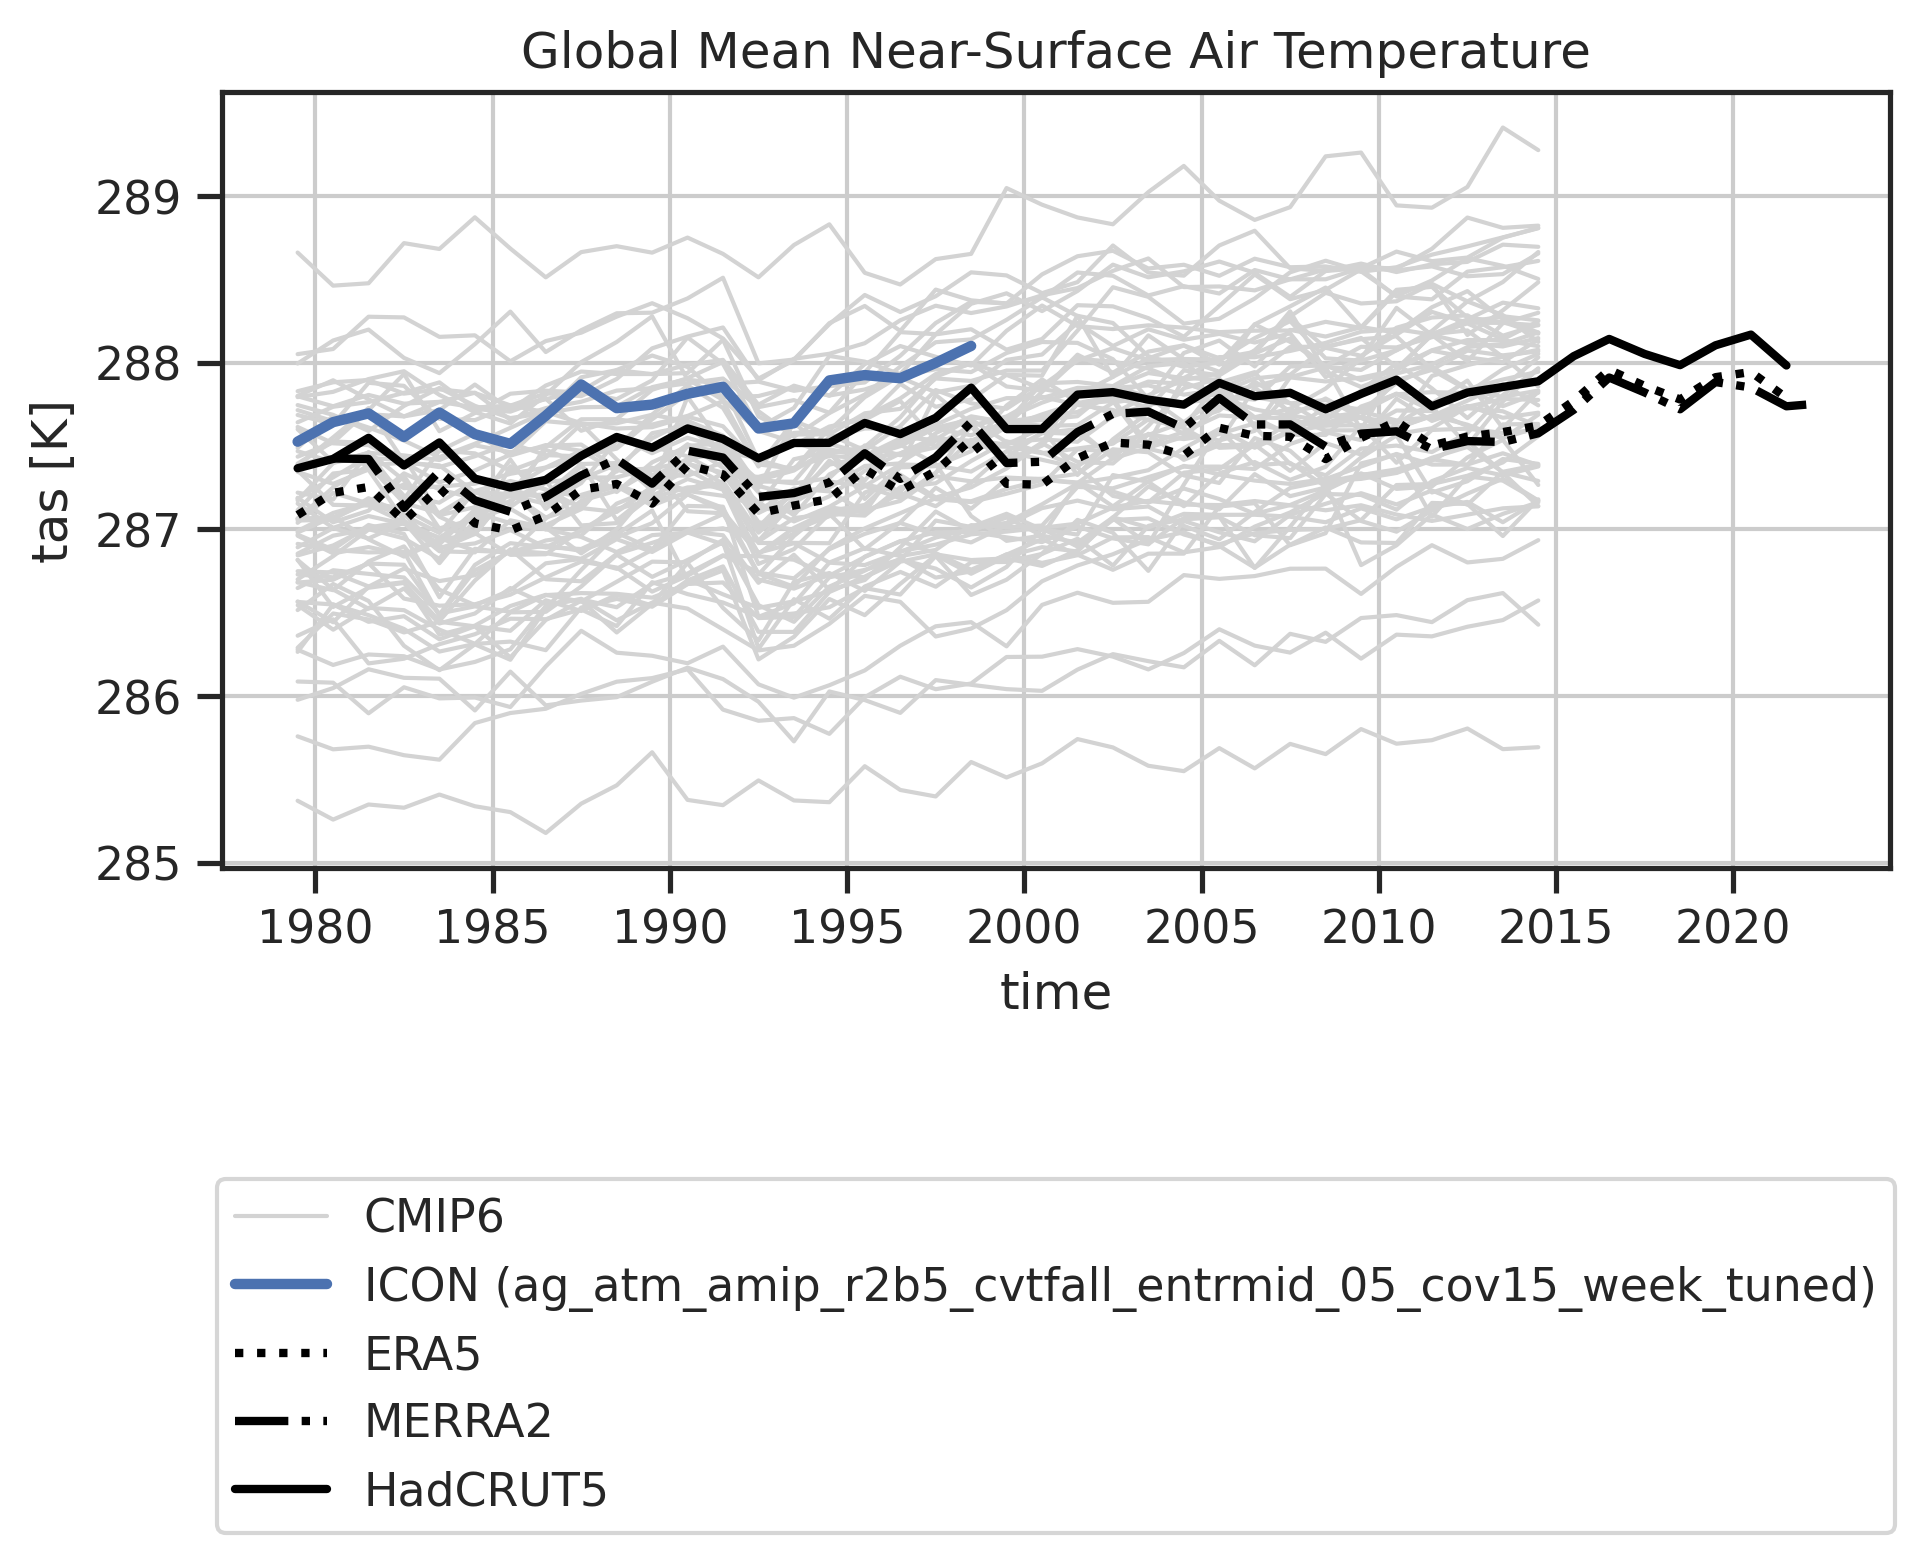 Global Mean Near-Surface Air Temperature
289
288
287
286
285
tas [K]
1980 1985 1990 1995 2000 2005 2010 2015 2020
time
CMIP6
ICON (ag_atm_amip_r2b5_cvtfall_entrmid_05_cov15_week_tuned)
ERA5
MERRA2
HadCRUT5